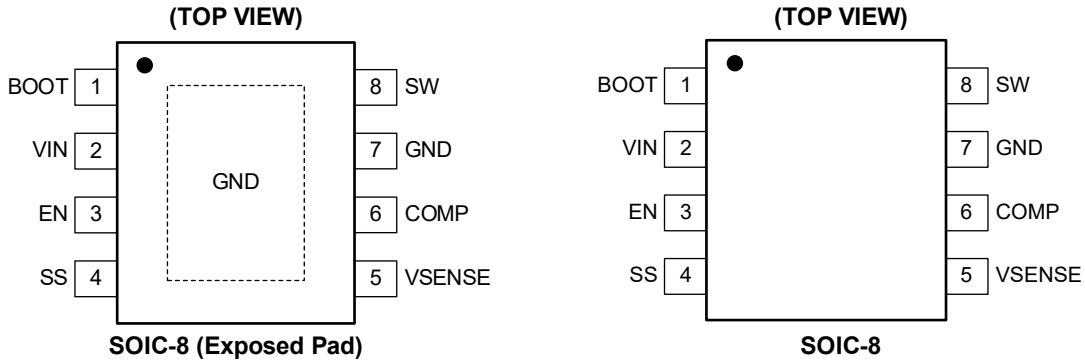 (TOP VIEW)
BOOT 1
VIN 2
EN 3
SS 4
GND
8 SW
7 GND
6 COMP
5 VSENSE
SOIC-8 (Exposed Pad)
(TOP VIEW)
BOOT 1
VIN 2
EN 3
SS 4
8 SW
7 GND
6 COMP
5 VSENSE
SOIC-8